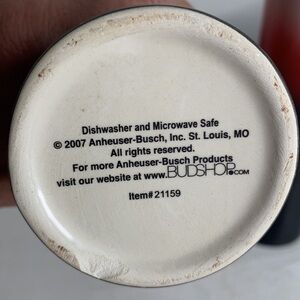 Dishwasher and Microwave Safe
© 2007 Anheuser-Busch, Inc. St. Louis, MO
All rights reserved.
For more Anheuser-Busch Products
visit our website at www.BUDSHOP.COM
Item#21159